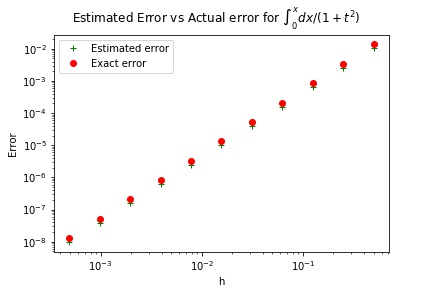 Estimated Error vs Actual error for ∫₀ˣ dx/(1 + t²)
Estimated error
Exact error
10⁻²
10⁻³
10⁻⁴
10⁻⁵
10⁻⁶
10⁻⁷
10⁻⁸
Error
10⁻³ 10⁻² 10⁻¹
h